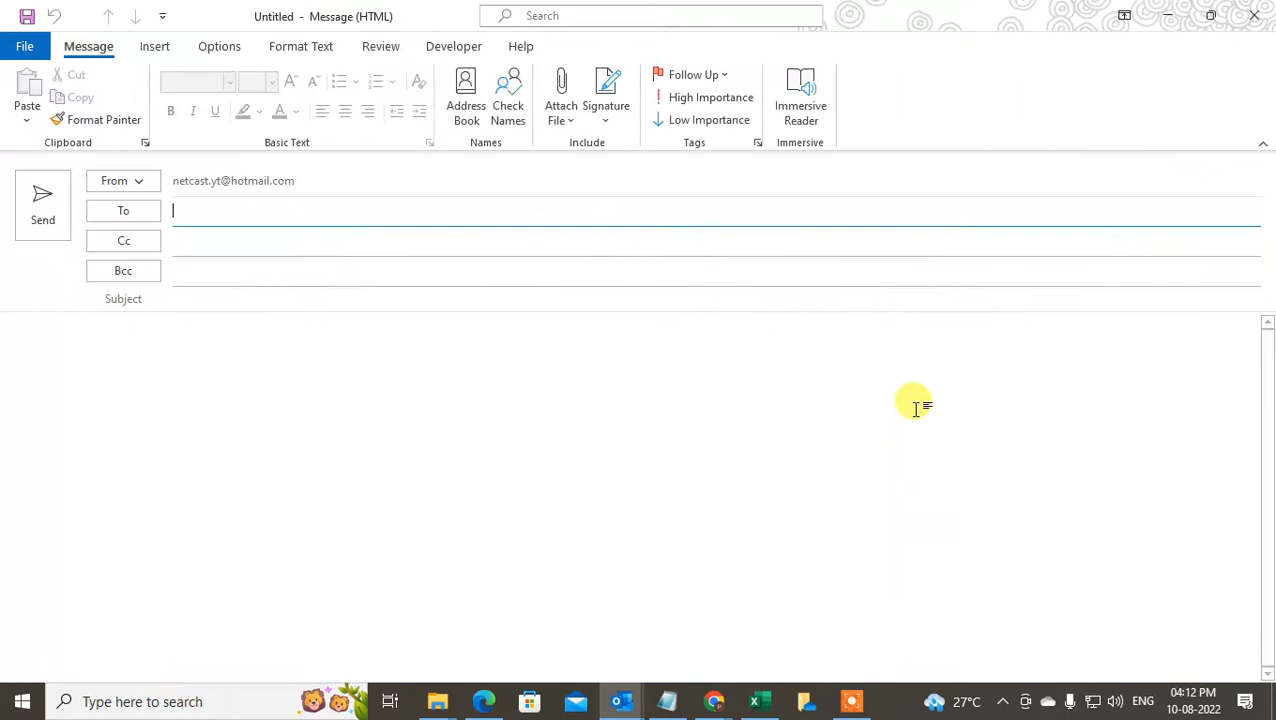 Untitled - Message (HTML)
Search
File
Message
Insert
Options
Format Text
Review
Developer
Help
Paste
Cut
Copy
Format Painter
Clipboard
B I U A
Basic Text
Address Book
Check Names
Names
Attach File
Signature
Include
Follow Up
High Importance
Low Importance
Tags
Immersive Reader
Immersive
Send
From
netcast.yt@hotmail.com
To
Cc
Bcc
Subject
Type here to search
27°C
ENG
04:12 PM
10-08-2022